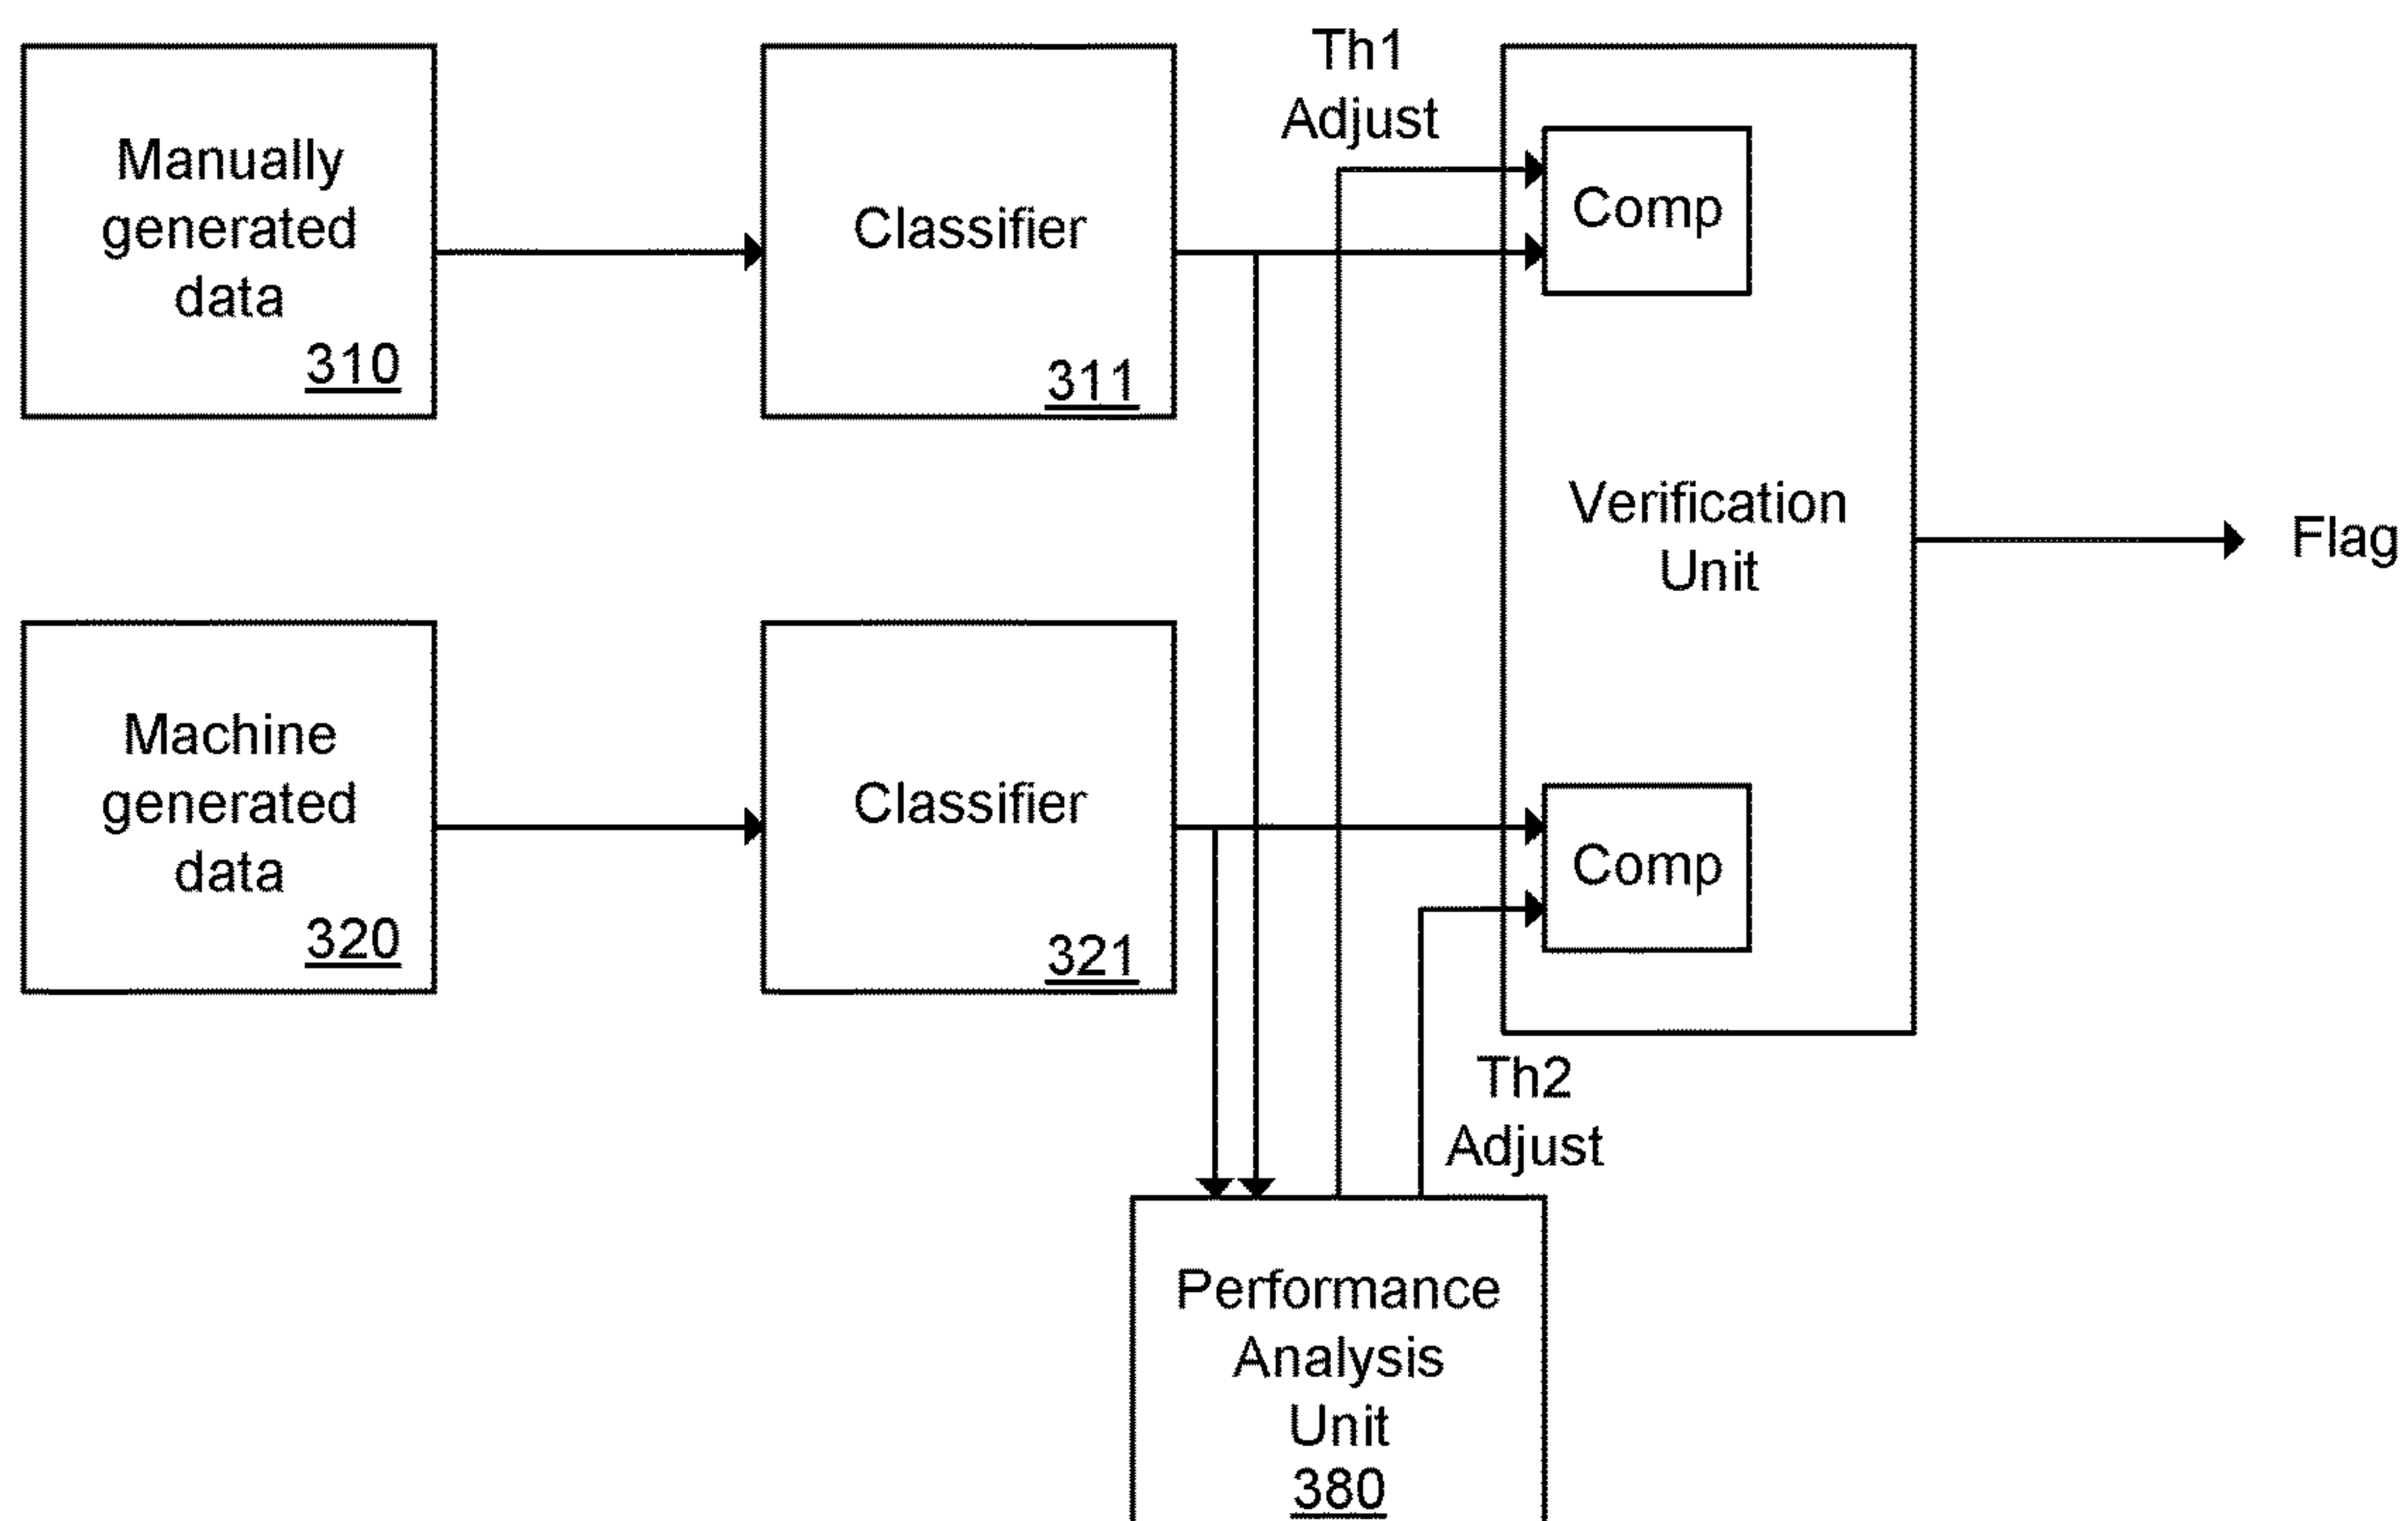 Manually
generated
data
310
Classifier
311
Th1
Adjust
Comp
Verification
Unit
Flag
Machine
generated
data
320
Classifier
321
Comp
Th2
Adjust
Performance
Analysis
Unit
380